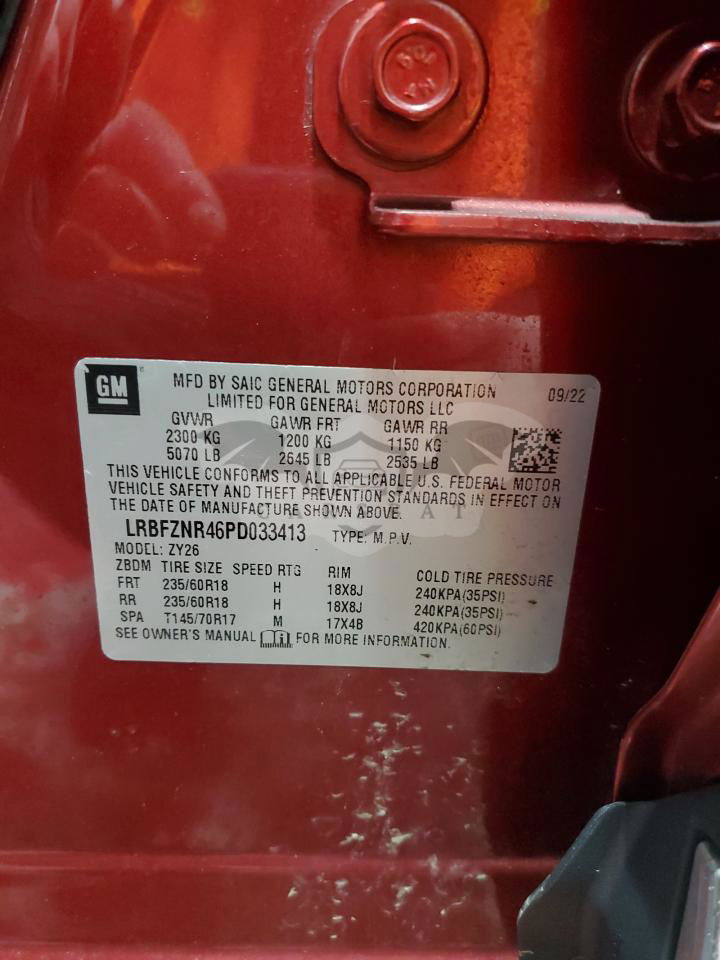 GM
MFD BY SAIC GENERAL MOTORS CORPORATION 09/22
LIMITED FOR GENERAL MOTORS LLC
GVWR GAWR FRT GAWR RR
2300 KG 1200 KG 1150 KG
5070 LB 2645 LB 2535 LB
THIS VEHICLE CONFORMS TO ALL APPLICABLE U.S. FEDERAL MOTOR
VEHICLE SAFETY AND THEFT PREVENTION STANDARDS IN EFFECT ON
THE DATE OF MANUFACTURE SHOWN ABOVE.
LRBFZNR46PD033413 TYPE: M.P.V.
MODEL: ZY26
ZBDM TIRE SIZE SPEED RTG RIM COLD TIRE PRESSURE
FRT 235/60R18 H 18X8J 240KPA(35PSI)
RR 235/60R18 H 18X8J 240KPA(35PSI)
SPA T145/70R17 M 17X4B 420KPA(60PSI)
SEE OWNER'S MANUAL FOR MORE INFORMATION.